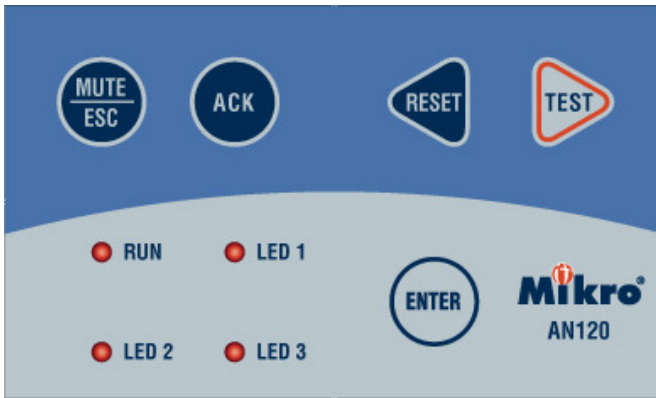 MUTE
ESC
ACK
RESET
TEST
RUN
LED 1
LED 2
LED 3
ENTER
Mikro®
AN120